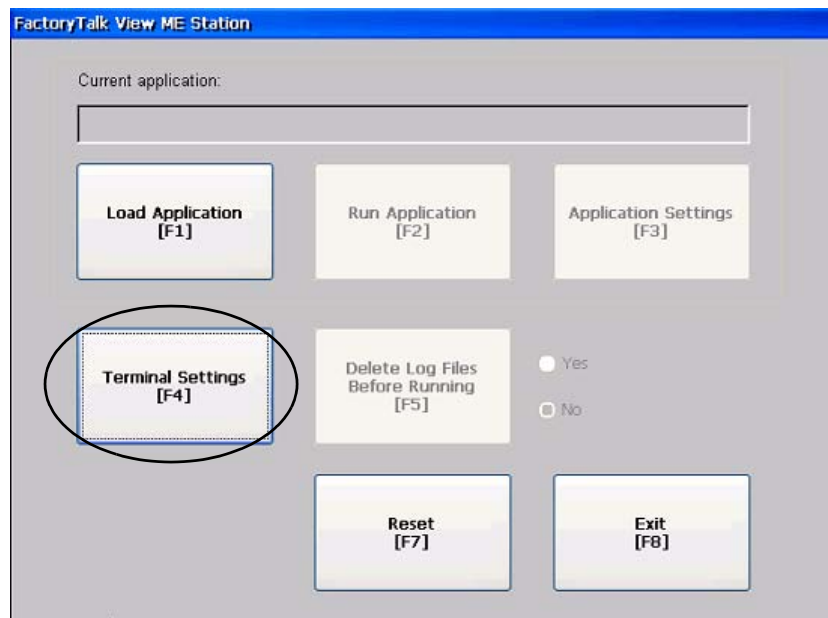 FactoryTalk View ME Station
Current application:
Load Application
[F1]
Run Application
[F2]
Application Settings
[F3]
Terminal Settings
[F4]
Delete Log Files
Before Running
[F5]
Yes
No
Reset
[F7]
Exit
[F8]